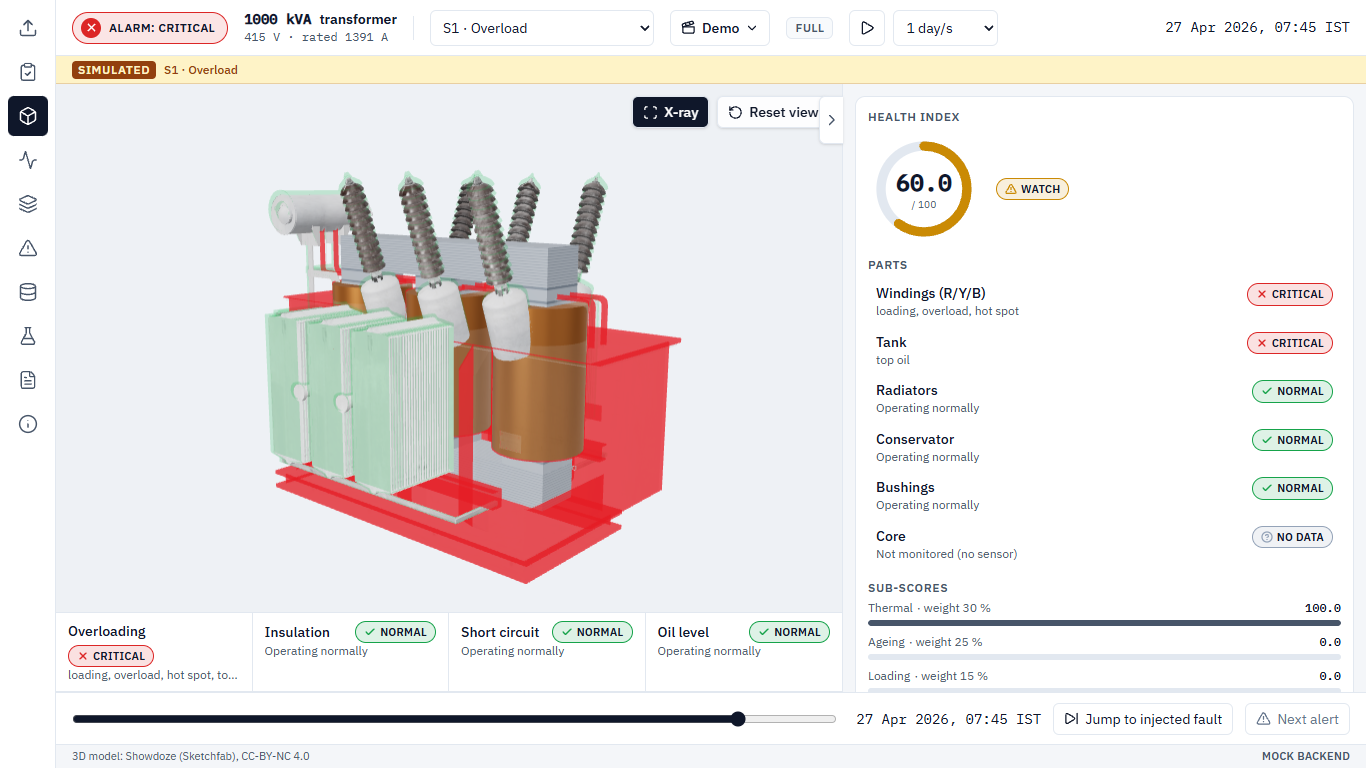 ALARM: CRITICAL
1000 kVA transformer
415 V · rated 1391 A
S1 · Overload
Demo
FULL
1 day/s
27 Apr 2026, 07:45 IST
SIMULATED S1 · Overload
X-ray
Reset view
HEALTH INDEX
60.0
/ 100
WATCH
PARTS
Windings (R/Y/B)
CRITICAL
loading, overload, hot spot
Tank
CRITICAL
top oil
Radiators
NORMAL
Operating normally
Conservator
NORMAL
Operating normally
Bushings
NORMAL
Operating normally
Core
NO DATA
Not monitored (no sensor)
SUB-SCORES
Thermal · weight 30 % 100.0
Ageing · weight 25 % 0.0
Loading · weight 15 % 0.0
Overloading
CRITICAL
loading, overload, hot spot, to...
Insulation NORMAL
Operating normally
Short circuit NORMAL
Operating normally
Oil level NORMAL
Operating normally
27 Apr 2026, 07:45 IST
Jump to injected fault
Next alert
3D model: Showdoze (Sketchfab), CC-BY-NC 4.0
MOCK BACKEND